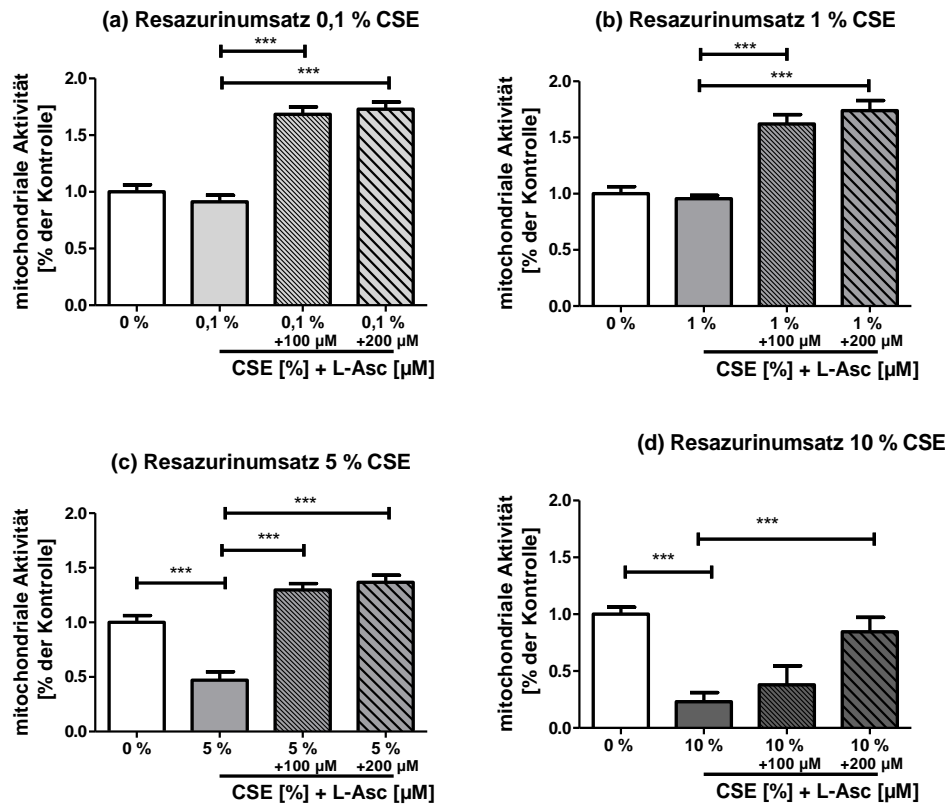 (a) Resazurinumsatz 0,1 % CSE
***
***
mitochondriale Aktivität
[% der Kontrolle]
2.0
1.5
1.0
0.5
0.0
0 %
0,1 %
0,1 %
+100 µM
0,1 %
+200 µM
CSE [%] + L-Asc [µM]
(b) Resazurinumsatz 1 % CSE
***
***
mitochondriale Aktivität
[% der Kontrolle]
2.0
1.5
1.0
0.5
0.0
0 %
1 %
1 %
+100 µM
1 %
+200 µM
CSE [%] + L-Asc [µM]
(c) Resazurinumsatz 5 % CSE
***
***
***
mitochondriale Aktivität
[% der Kontrolle]
2.0
1.5
1.0
0.5
0.0
0 %
5 %
5 %
+100 µM
5 %
+200 µM
CSE [%] + L-Asc [µM]
(d) Resazurinumsatz 10 % CSE
***
***
mitochondriale Aktivität
[% der Kontrolle]
2.0
1.5
1.0
0.5
0.0
0 %
10 %
10 %
+100 µM
10 %
+200 µM
CSE [%] + L-Asc [µM]